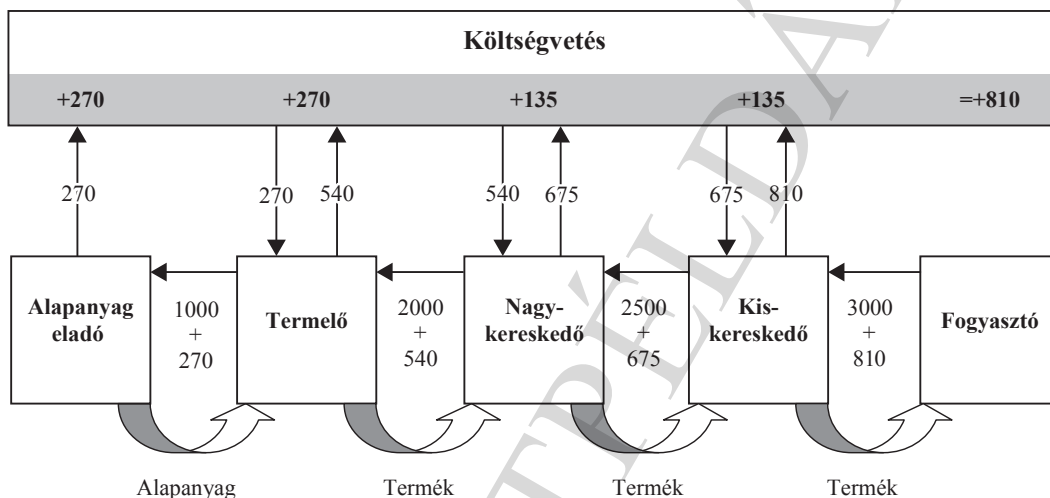 Költségvetés
+270 +270 +135 +135 =+810
270 270 540 540 675 675 810
Alapanyag
eladó
1000
+
270
Termelő
2000
+
540
Nagy-
kereskedő
2500
+
675
Kis-
kereskedő
3000
+
810
Fogyasztó
Alapanyag Termék Termék Termék